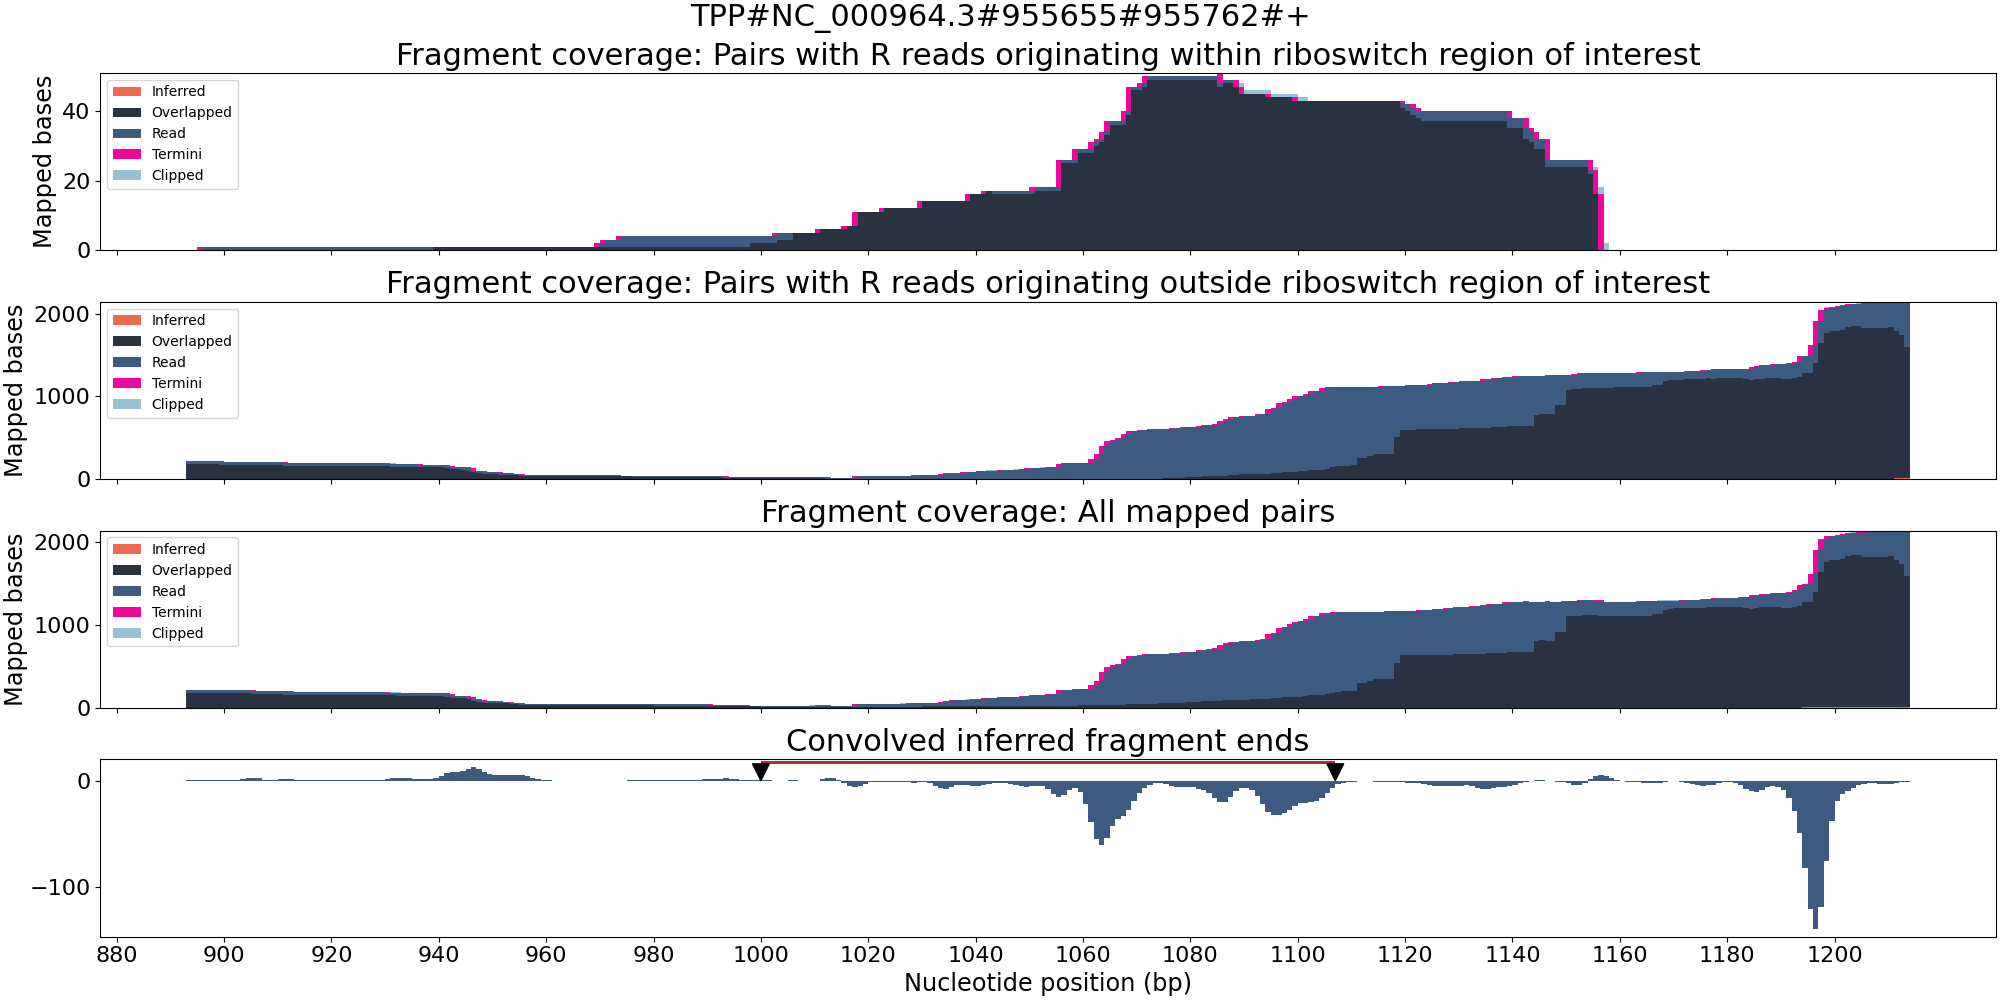 TPP#NC_000964.3#955655#955762#+
Fragment coverage: Pairs with R reads originating within riboswitch region of interest
Mapped bases
40
20
0
Inferred
Overlapped
Read
Termini
Clipped
Fragment coverage: Pairs with R reads originating outside riboswitch region of interest
Mapped bases
2000
1000
0
Inferred
Overlapped
Read
Termini
Clipped
Fragment coverage: All mapped pairs
Mapped bases
2000
1000
0
Inferred
Overlapped
Read
Termini
Clipped
Convolved inferred fragment ends
0
−100
880 900 920 940 960 980 1000 1020 1040 1060 1080 1100 1120 1140 1160 1180 1200
Nucleotide position (bp)